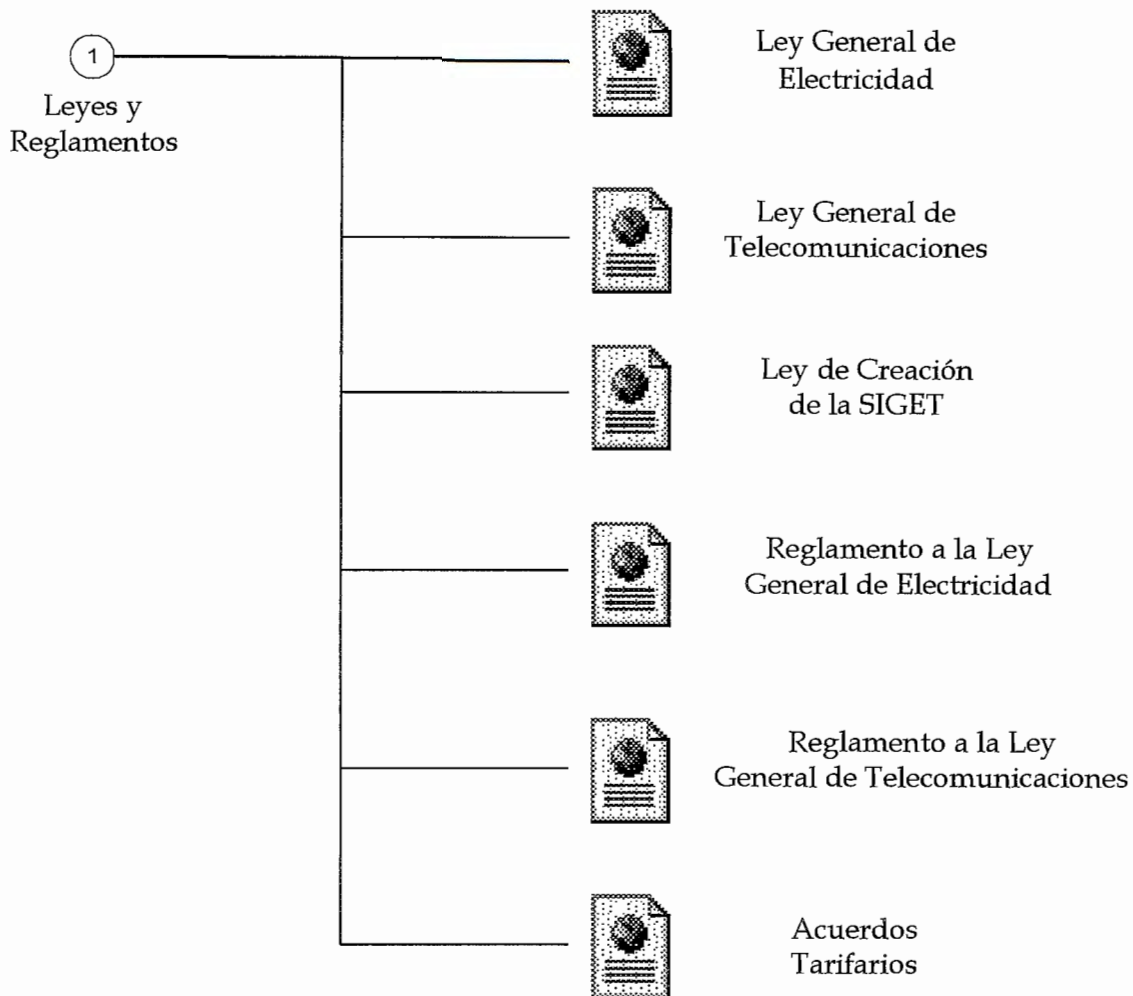 1
Leyes y
Reglamentos
Ley General de
Electricidad
Ley General de
Telecomunicaciones
Ley de Creación
de la SIGET
Reglamento a la Ley
General de Electricidad
Reglamento a la Ley
General de Telecomunicaciones
Acuerdos
Tarifarios